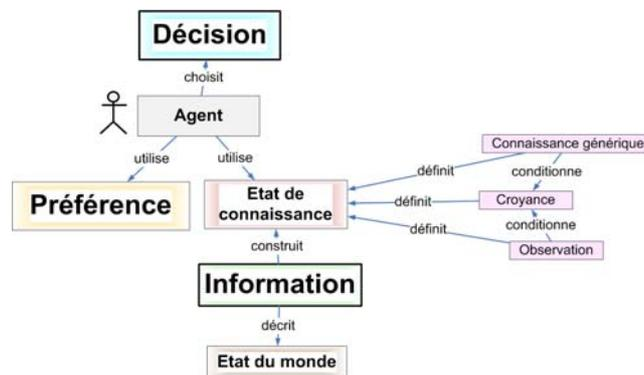 Décision
choisit
Agent
utilise
utilise
Préférence
Etat de
connaissance
définit
définit
définit
Connaissance générique
conditionne
Croyance
conditionne
Observation
construit
Information
décrit
Etat du monde